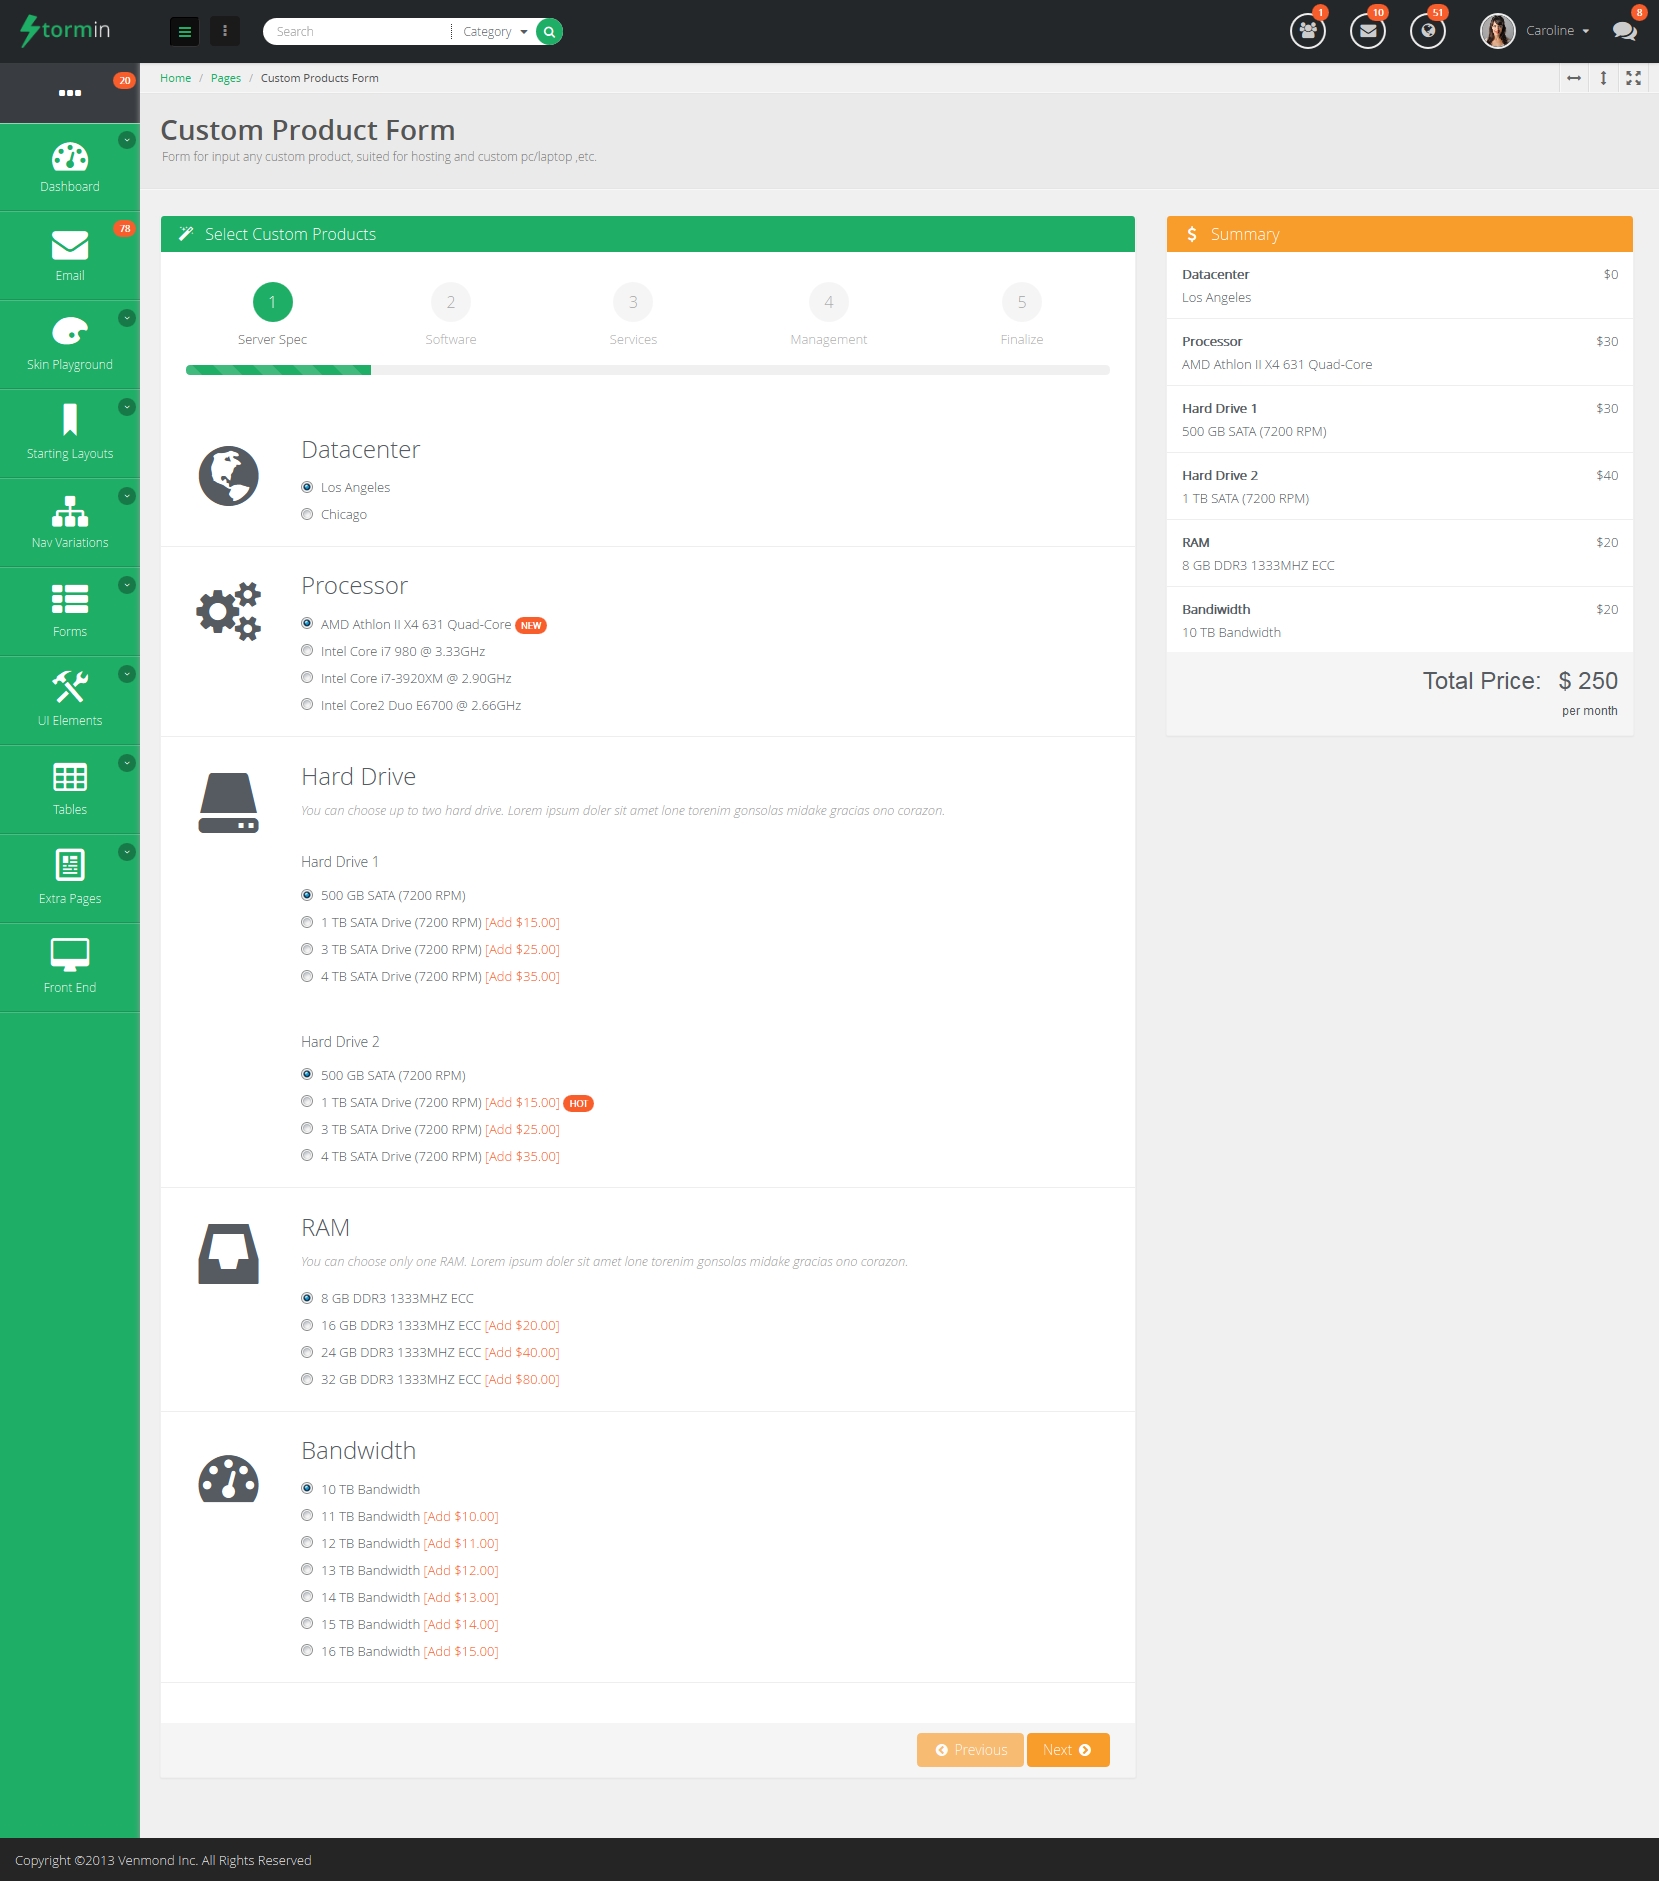 tormin
Search
Category
1
10
51
Caroline
8
20
Home / Pages / Custom Products Form
Custom Product Form
Form for input any custom product, suited for hosting and custom pc/laptop ,etc.
Dashboard
78
Email
Skin Playground
Starting Layouts
Nav Variations
Forms
UI Elements
Tables
Extra Pages
Front End
Select Custom Products
1
2
3
4
5
Server Spec
Software
Services
Management
Finalize
Datacenter
Los Angeles
Chicago
Processor
AMD Athlon II X4 631 Quad-Core NEW
Intel Core i7 980 @ 3.33GHz
Intel Core i7-3920XM @ 2.90GHz
Intel Core2 Duo E6700 @ 2.66GHz
Hard Drive
You can choose up to two hard drive. Lorem ipsum doler sit amet lone torenim gonsolas midake gracias ono corazon.
Hard Drive 1
500 GB SATA (7200 RPM)
1 TB SATA Drive (7200 RPM) [Add $15.00]
3 TB SATA Drive (7200 RPM) [Add $25.00]
4 TB SATA Drive (7200 RPM) [Add $35.00]
Hard Drive 2
500 GB SATA (7200 RPM)
1 TB SATA Drive (7200 RPM) [Add $15.00] HOT
3 TB SATA Drive (7200 RPM) [Add $25.00]
4 TB SATA Drive (7200 RPM) [Add $35.00]
RAM
You can choose only one RAM. Lorem ipsum doler sit amet lone torenim gonsolas midake gracias ono corazon.
8 GB DDR3 1333MHZ ECC
16 GB DDR3 1333MHZ ECC [Add $20.00]
24 GB DDR3 1333MHZ ECC [Add $40.00]
32 GB DDR3 1333MHZ ECC [Add $80.00]
Bandwidth
10 TB Bandwidth
11 TB Bandwidth [Add $10.00]
12 TB Bandwidth [Add $11.00]
13 TB Bandwidth [Add $12.00]
14 TB Bandwidth [Add $13.00]
15 TB Bandwidth [Add $14.00]
16 TB Bandwidth [Add $15.00]
Previous
Next
$ Summary
Datacenter $0
Los Angeles
Processor $30
AMD Athlon II X4 631 Quad-Core
Hard Drive 1 $30
500 GB SATA (7200 RPM)
Hard Drive 2 $40
1 TB SATA (7200 RPM)
RAM $20
8 GB DDR3 1333MHZ ECC
Bandiwidth $20
10 TB Bandwidth
Total Price: $ 250
per month
Copyright ©2013 Venmond Inc. All Rights Reserved